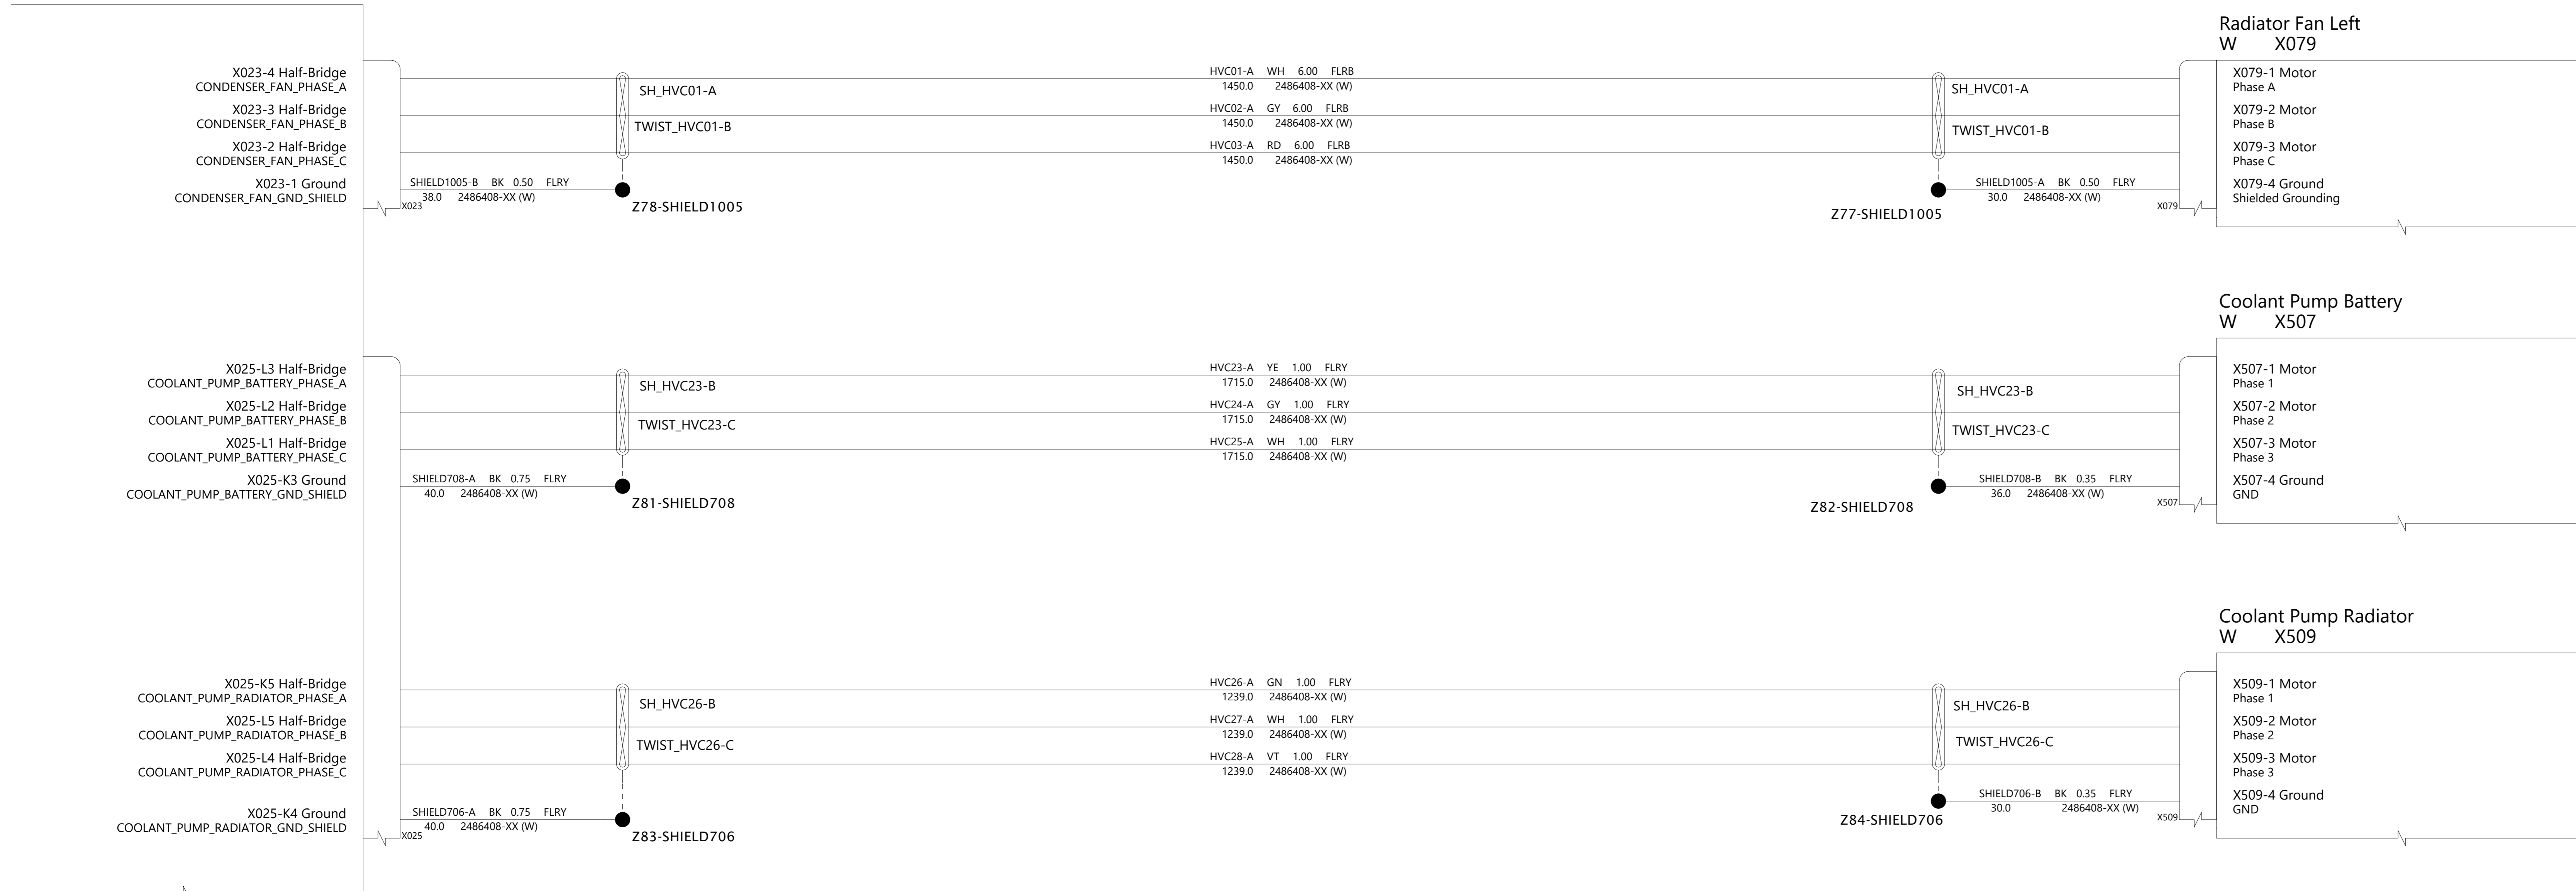 Radiator Fan Left
W X079
X023-4 Half-Bridge
CONDENSER_FAN_PHASE_A
X023-3 Half-Bridge
CONDENSER_FAN_PHASE_B
X023-2 Half-Bridge
CONDENSER_FAN_PHASE_C
X023-1 Ground
CONDENSER_FAN_GND_SHIELD
X023
SHIELD1005-B BK 0.50 FLRY
38.0 2486408-XX (W)
SH_HVC01-A
TWIST_HVC01-B
Z78-SHIELD1005
HVC01-A WH 6.00 FLRB
1450.0 2486408-XX (W)
HVC02-A GY 6.00 FLRB
1450.0 2486408-XX (W)
HVC03-A RD 6.00 FLRB
1450.0 2486408-XX (W)
SH_HVC01-A
TWIST_HVC01-B
Z77-SHIELD1005
SHIELD1005-A BK 0.50 FLRY
30.0 2486408-XX (W)
X079
X079-1 Motor
Phase A
X079-2 Motor
Phase B
X079-3 Motor
Phase C
X079-4 Ground
Shielded Grounding
Coolant Pump Battery
W X507
X025-L3 Half-Bridge
COOLANT_PUMP_BATTERY_PHASE_A
X025-L2 Half-Bridge
COOLANT_PUMP_BATTERY_PHASE_B
X025-L1 Half-Bridge
COOLANT_PUMP_BATTERY_PHASE_C
X025-K3 Ground
COOLANT_PUMP_BATTERY_GND_SHIELD
SHIELD708-A BK 0.75 FLRY
40.0 2486408-XX (W)
SH_HVC23-B
TWIST_HVC23-C
Z81-SHIELD708
HVC23-A YE 1.00 FLRY
1715.0 2486408-XX (W)
HVC24-A GY 1.00 FLRY
1715.0 2486408-XX (W)
HVC25-A WH 1.00 FLRY
1715.0 2486408-XX (W)
SH_HVC23-B
TWIST_HVC23-C
Z82-SHIELD708
SHIELD708-B BK 0.35 FLRY
36.0 2486408-XX (W)
X507
X507-1 Motor
Phase 1
X507-2 Motor
Phase 2
X507-3 Motor
Phase 3
X507-4 Ground
GND
Coolant Pump Radiator
W X509
X025-K5 Half-Bridge
COOLANT_PUMP_RADIATOR_PHASE_A
X025-L5 Half-Bridge
COOLANT_PUMP_RADIATOR_PHASE_B
X025-L4 Half-Bridge
COOLANT_PUMP_RADIATOR_PHASE_C
X025-K4 Ground
COOLANT_PUMP_RADIATOR_GND_SHIELD
X025
SHIELD706-A BK 0.75 FLRY
40.0 2486408-XX (W)
SH_HVC26-B
TWIST_HVC26-C
Z83-SHIELD706
HVC26-A GN 1.00 FLRY
1239.0 2486408-XX (W)
HVC27-A WH 1.00 FLRY
1239.0 2486408-XX (W)
HVC28-A VT 1.00 FLRY
1239.0 2486408-XX (W)
SH_HVC26-B
TWIST_HVC26-C
Z84-SHIELD706
SHIELD706-B BK 0.35 FLRY
30.0 2486408-XX (W)
X509
X509-1 Motor
Phase 1
X509-2 Motor
Phase 2
X509-3 Motor
Phase 3
X509-4 Ground
GND